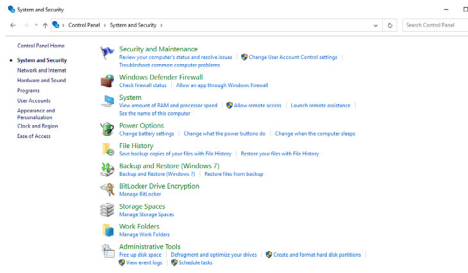 System and Security
Control Panel > System and Security >
Search Control Panel
Control Panel Home
System and Security
Network and Internet
Hardware and Sound
Programs
User Accounts
Appearance and
Personalization
Clock and Region
Ease of Access
Security and Maintenance
Review your computer's status and resolve issues | Change User Account Control settings |
Troubleshoot common computer problems
Windows Defender Firewall
Check firewall status | Allow an app through Windows Firewall
System
View amount of RAM and processor speed | Allow remote access | Launch remote assistance |
See the name of this computer
Power Options
Change battery settings | Change what the power buttons do | Change when the computer sleeps
File History
Save backup copies of your files with File History | Restore your files with File History
Backup and Restore (Windows 7)
Backup and Restore (Windows 7) | Restore files from backup
BitLocker Drive Encryption
Manage BitLocker
Storage Spaces
Manage Storage Spaces
Work Folders
Manage Work Folders
Administrative Tools
Free up disk space | Defragment and optimize your drives | Create and format hard disk partitions |
View event logs | Schedule tasks